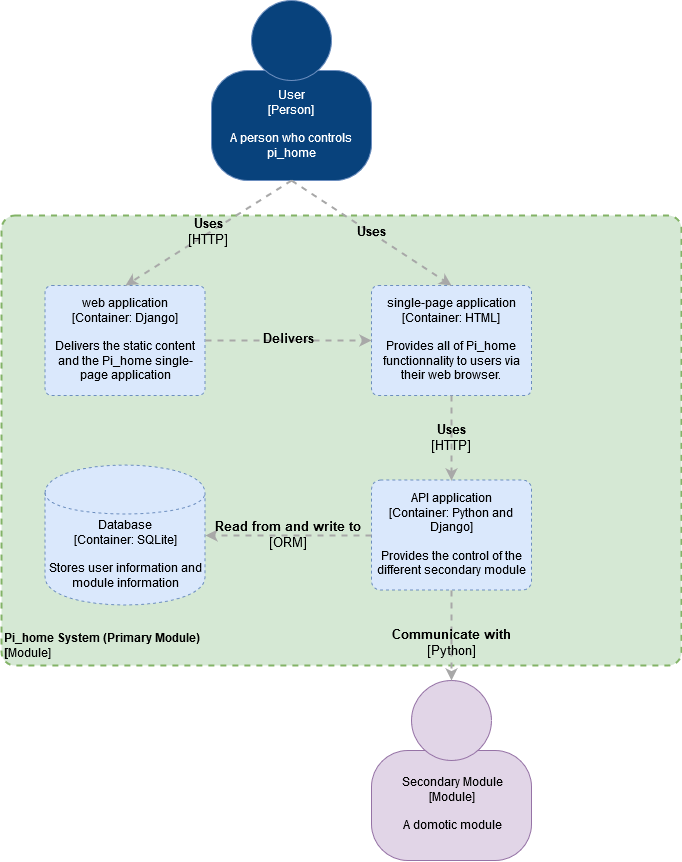 User
[Person]
A person who controls
pi_home
Uses
[HTTP]
Uses
web application
[Container: Django]
Delivers the static content
and the Pi_home single-
page application
Delivers
single-page application
[Container: HTML]
Provides all of Pi_home
functionnality to users via
their web browser.
Uses
[HTTP]
Database
[Container: SQLite]
Stores user information and
module information
Read from and write to
[ORM]
API application
[Container: Python and
Django]
Provides the control of the
different secondary module
Pi_home System (Primary Module)
[Module]
Communicate with
[Python]
Secondary Module
[Module]
A domotic module